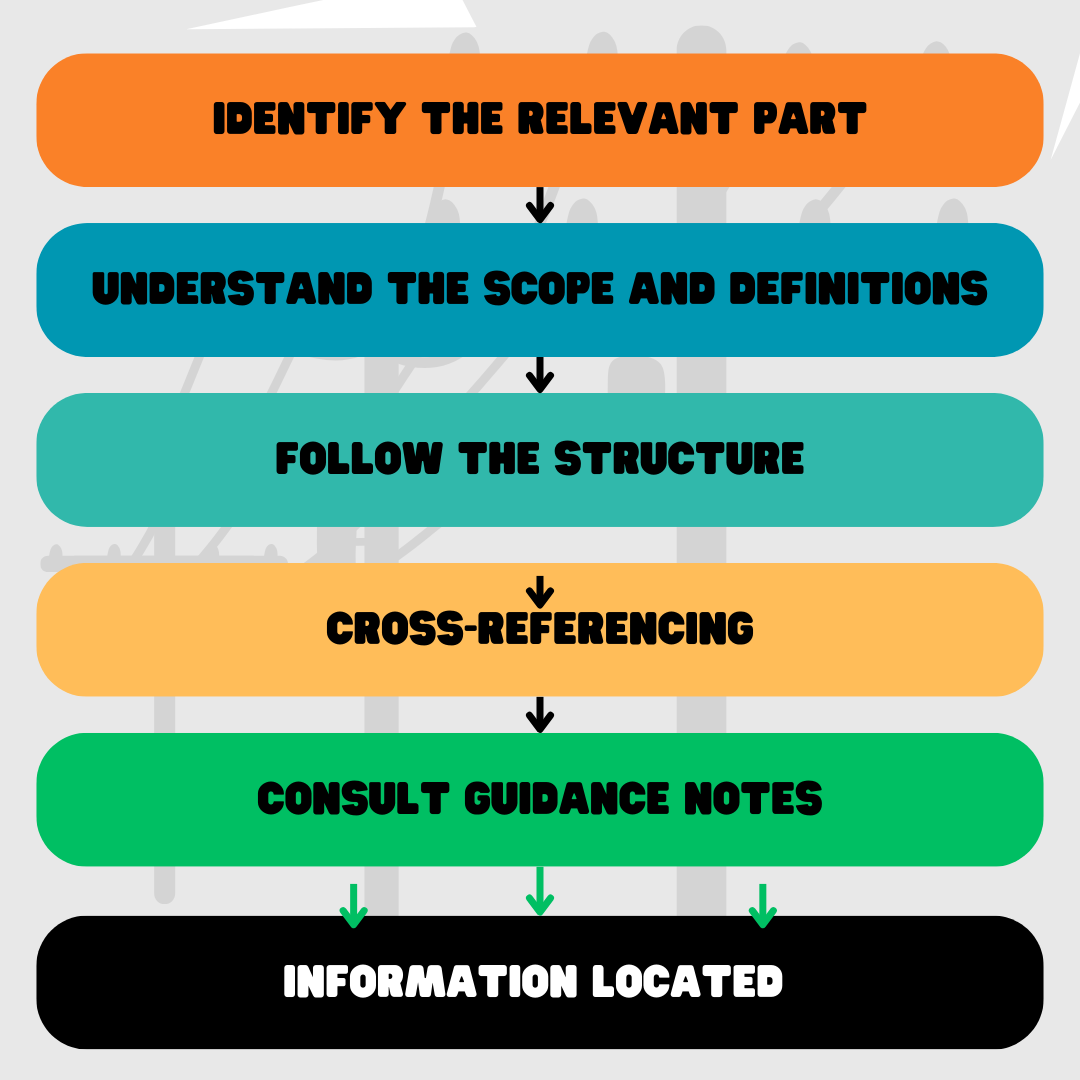 IDENTIFY THE RELEVANT PART
UNDERSTAND THE SCOPE AND DEFINITIONS
FOLLOW THE STRUCTURE
CROSS-REFERENCING
CONSULT GUIDANCE NOTES
INFORMATION LOCATED